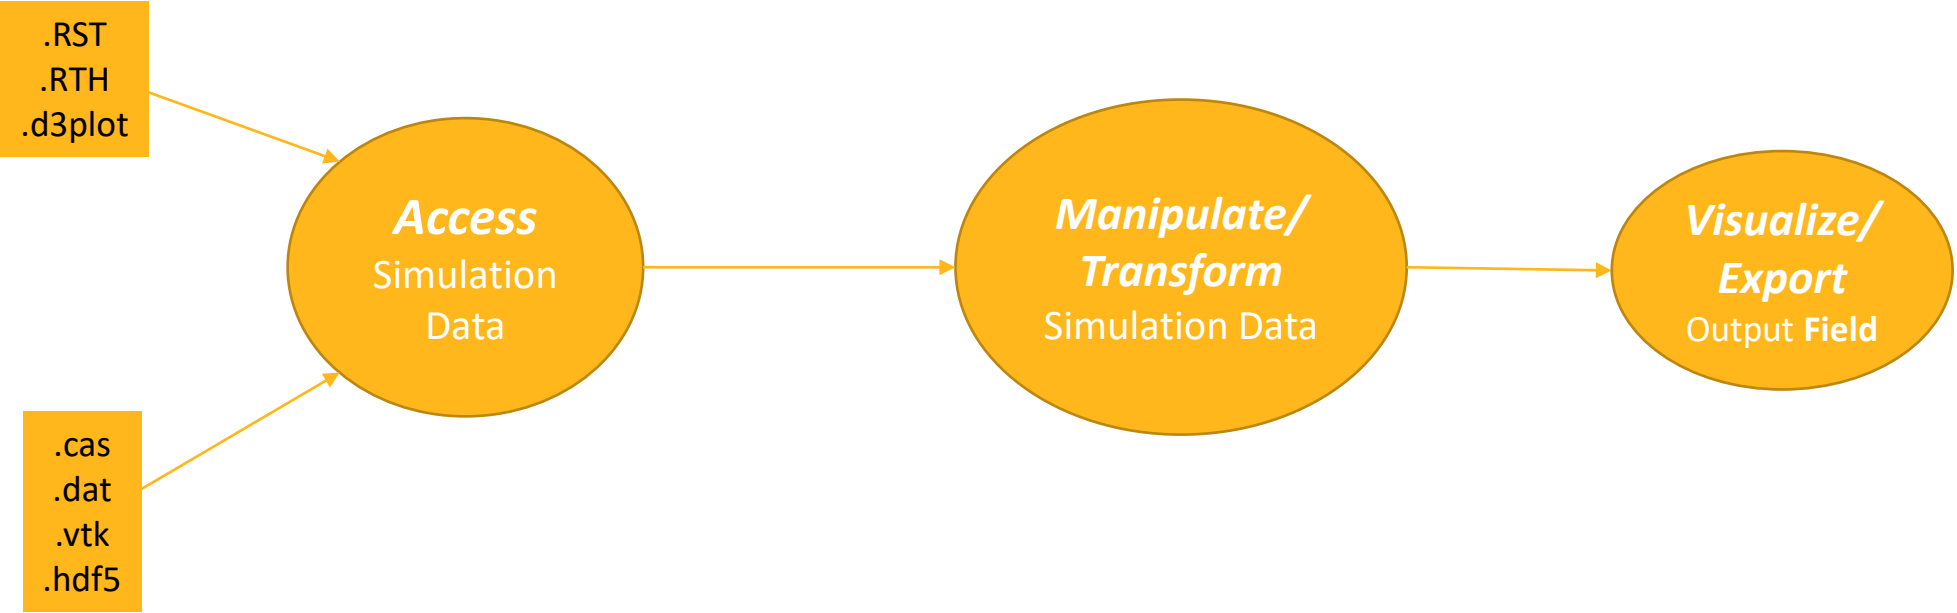 .RST
.RTH
.d3plot
.cas
.dat
.vtk
.hdf5
Access
Simulation
Data
Manipulate/
Transform
Simulation Data
Visualize/
Export
Output Field